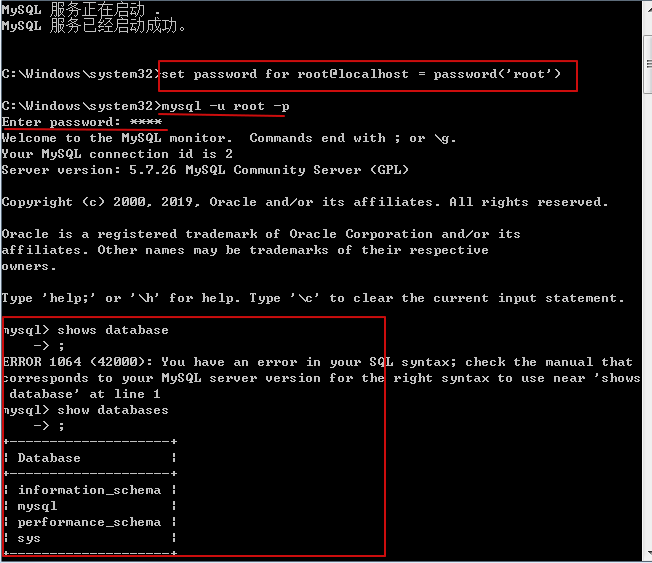 MySQL 服务正在启动 .
MySQL 服务已经启动成功。
C:\Windows\system32>set password for root@localhost = password('root')
C:\Windows\system32>mysql -u root -p
Enter password: ****
Welcome to the MySQL monitor.  Commands end with ; or \g.
Your MySQL connection id is 2
Server version: 5.7.26 MySQL Community Server (GPL)
Copyright (c) 2000, 2019, Oracle and/or its affiliates. All rights reserved.
Oracle is a registered trademark of Oracle Corporation and/or its
affiliates. Other names may be trademarks of their respective
owners.
Type 'help;' or '\h' for help. Type '\c' to clear the current input statement.
mysql> shows database
    -> ;
ERROR 1064 (42000): You have an error in your SQL syntax; check the manual that
corresponds to your MySQL server version for the right syntax to use near 'shows
 database' at line 1
mysql> show databases
    -> ;
+--------------------+
| Database           |
+--------------------+
| information_schema |
| mysql              |
| performance_schema |
| sys                |
+--------------------+